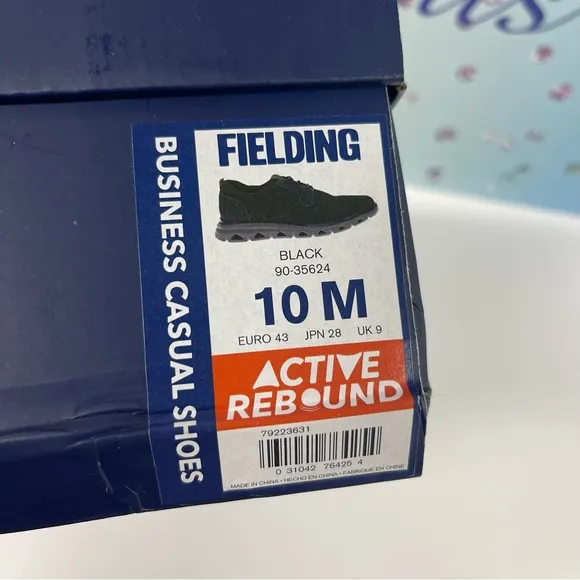 BUSINESS CASUAL SHOES
FIELDING
BLACK
90-35624
10 M
EURO 43 JPN 28 UK 9
ACTIVE
REBOUND
79223631
0 31042 76425 4
MADE IN CHINA • HECHO EN CHINA • FABRIQUE EN CHINE